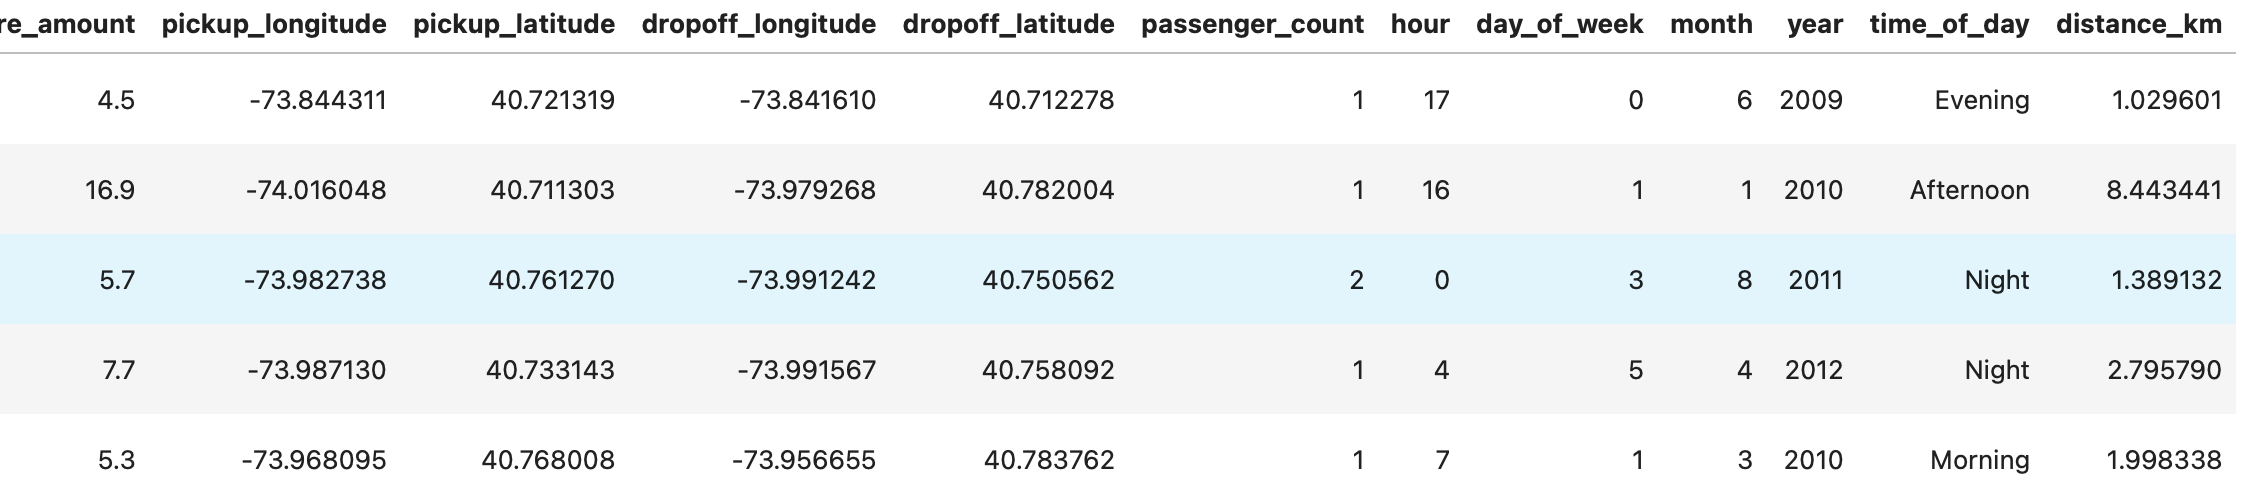 re_amount pickup_longitude pickup_latitude dropoff_longitude dropoff_latitude passenger_count hour day_of_week month year time_of_day distance_km
4.5 -73.844311 40.721319 -73.841610 40.712278 1 17 0 6 2009 Evening 1.029601
16.9 -74.016048 40.711303 -73.979268 40.782004 1 16 1 1 2010 Afternoon 8.443441
5.7 -73.982738 40.761270 -73.991242 40.750562 2 0 3 8 2011 Night 1.389132
7.7 -73.987130 40.733143 -73.991567 40.758092 1 4 5 4 2012 Night 2.795790
5.3 -73.968095 40.768008 -73.956655 40.783762 1 7 1 3 2010 Morning 1.998338